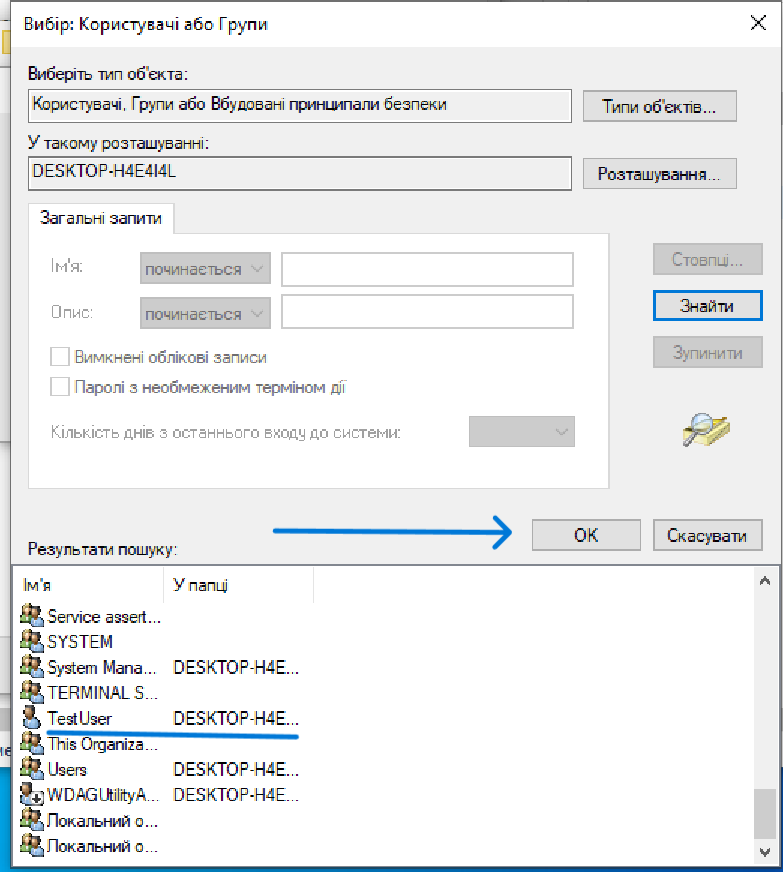 Вибір: Користувачі або Групи
Виберіть тип об'єкта:
Користувачі, Групи або Вбудовані принципали безпеки
Типи об'єктів...
У такому розташуванні:
DESKTOP-H4E4I4L
Розташування...
Загальні запити
Ім'я:
починається
Стовпці...
Опис:
починається
Знайти
Вимкнені облікові записи
Зупинити
Паролі з необмеженим терміном дії
Кількість днів з останнього входу до системи:
OK
Скасувати
Результати пошуку:
Ім'я У папці
Service assert...
SYSTEM
System Mana... DESKTOP-H4E...
TERMINAL S...
TestUser DESKTOP-H4E...
This Organiza...
Users DESKTOP-H4E...
WDAGUtilityA... DESKTOP-H4E...
Локальний о...
Локальний о...